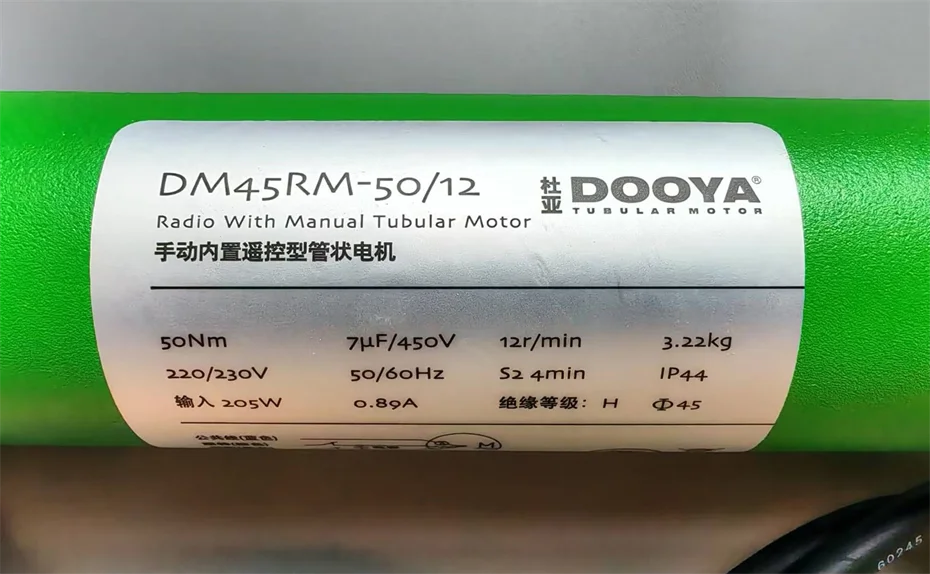 DM45RM-50/12
杜亚 DOOYA®
TUBULAR MOTOR
Radio With Manual Tubular Motor
手动内置遥控型管状电机
50Nm 7µF/450V 12r/min 3.22kg
220/230V 50/60Hz S2 4min IP44
输入 205W 0.89A 绝缘等级: H Φ45
M
60245